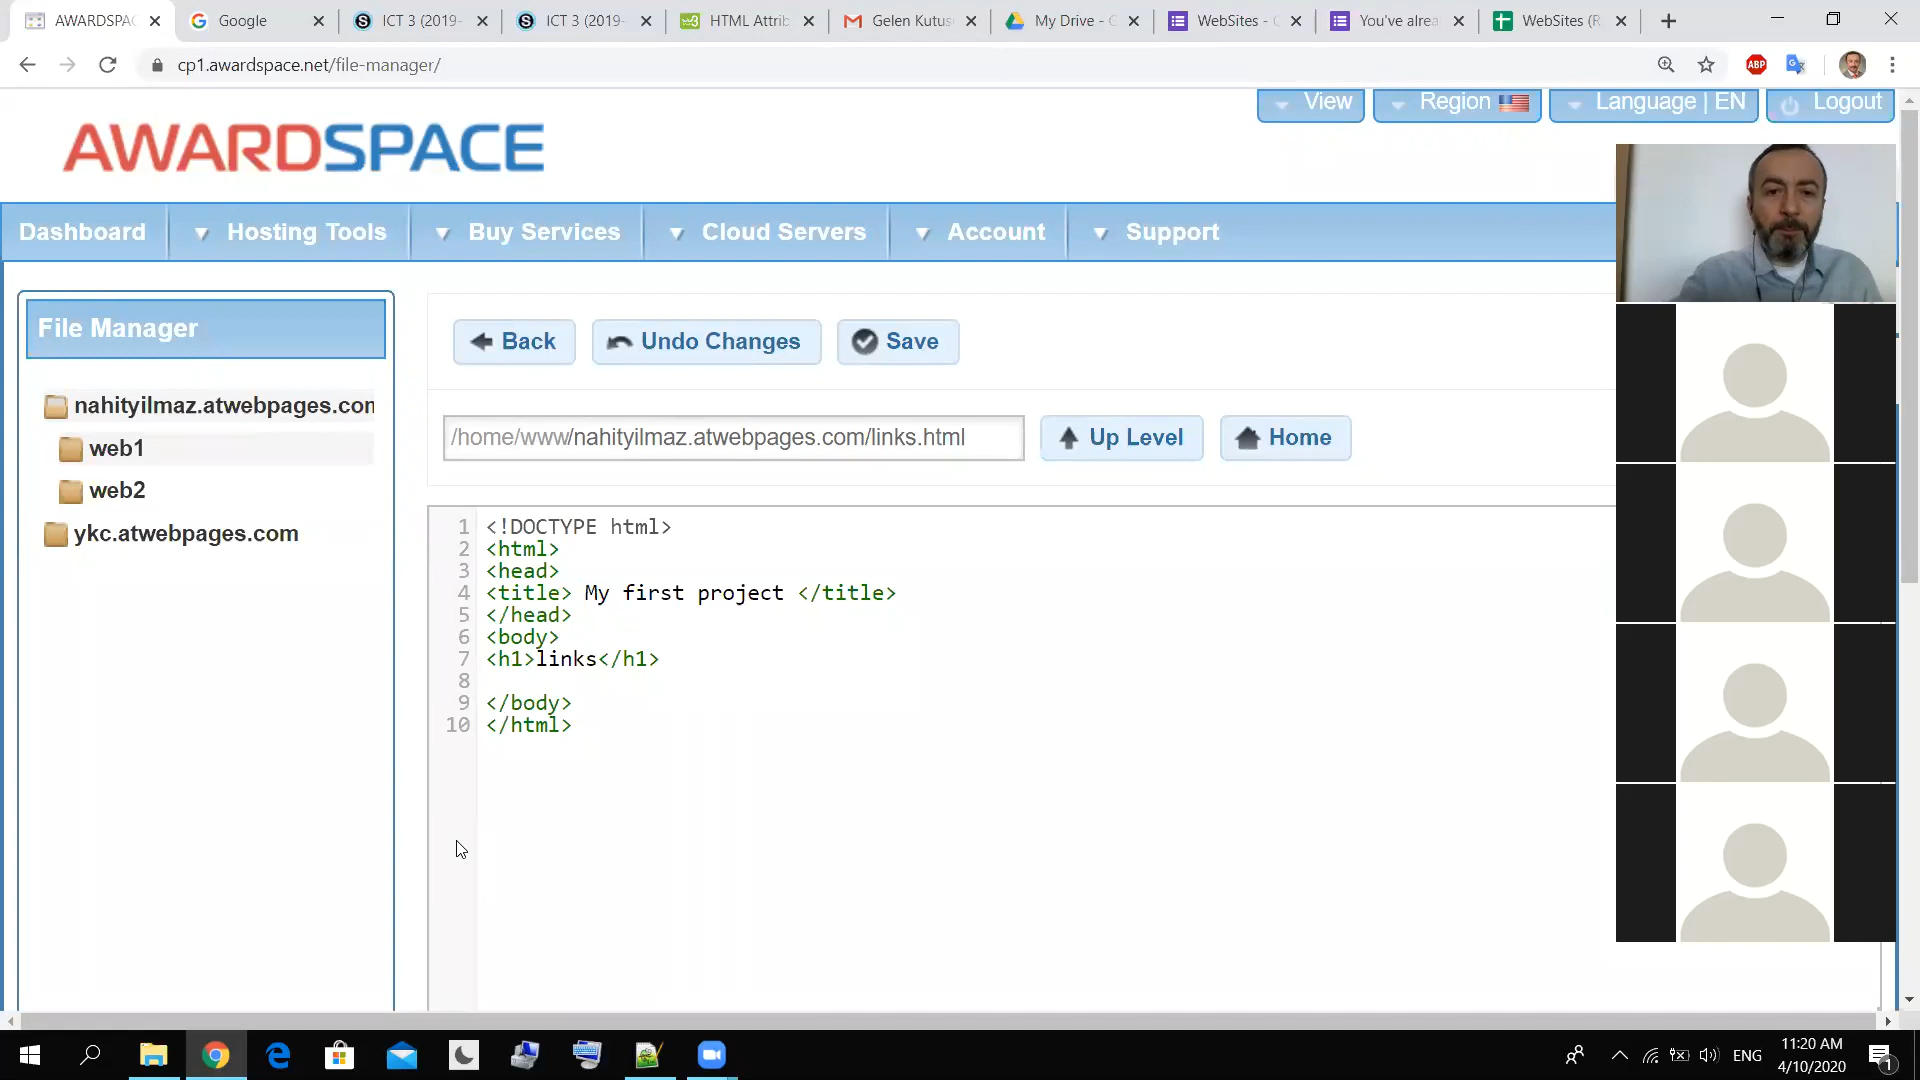 AWARDSPAC
Google
ICT 3 (2019-
ICT 3 (2019-
HTML Attrib
Gelen Kutus
My Drive - G
WebSites -
You've alrea
WebSites (R
cp1.awardspace.net/file-manager/
ABP
View
Region
Language | EN
Logout
AWARDSPACE
Dashboard
Hosting Tools
Buy Services
Cloud Servers
Account
Support
File Manager
nahityilmaz.atwebpages.com
web1
web2
ykc.atwebpages.com
Back
Undo Changes
Save
/home/www/nahityilmaz.atwebpages.com/links.html
Up Level
Home
1 <!DOCTYPE html>
2 <html>
3 <head>
4 <title> My first project </title>
5 </head>
6 <body>
7 <h1>links</h1>
8
9 </body>
10 </html>
ENG
11:20 AM
4/10/2020
1